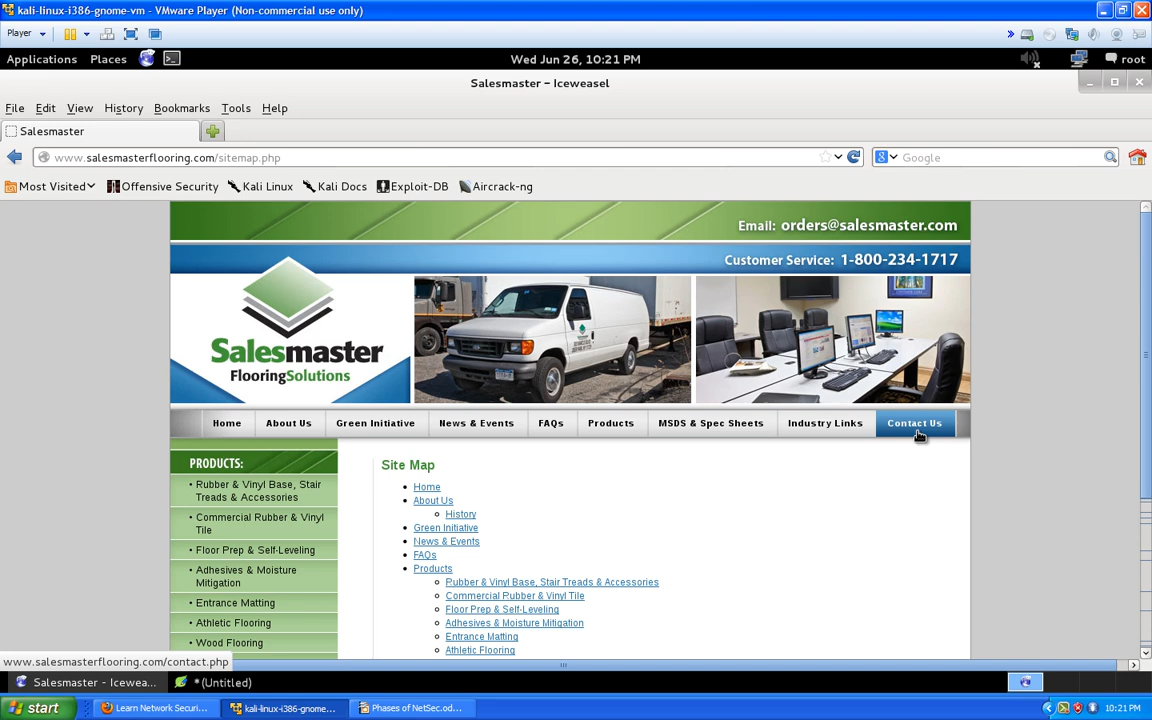 kali-linux-i386-gnome-vm - VMware Player (Non-commercial use only)
Player
Applications Places Wed Jun 26, 10:21 PM root
Salesmaster - Iceweasel
File Edit View History Bookmarks Tools Help
Salesmaster
www.salesmasterflooring.com/sitemap.php
Google
Most Visited Offensive Security Kali Linux Kali Docs Exploit-DB Aircrack-ng
Email: orders@salesmaster.com
Customer Service: 1-800-234-1717
Salesmaster
FlooringSolutions
Home About Us Green Initiative News & Events FAQs Products MSDS & Spec Sheets Industry Links Contact Us
PRODUCTS:
• Rubber & Vinyl Base, Stair
Treads & Accessories
• Commercial Rubber & Vinyl
Tile
• Floor Prep & Self-Leveling
• Adhesives & Moisture
Mitigation
• Entrance Matting
• Athletic Flooring
• Wood Flooring
Site Map
Home
About Us
History
Green Initiative
News & Events
FAQs
Products
Rubber & Vinyl Base, Stair Treads & Accessories
Commercial Rubber & Vinyl Tile
Floor Prep & Self-Leveling
Adhesives & Moisture Mitigation
Entrance Matting
Athletic Flooring
www.salesmasterflooring.com/contact.php
Salesmaster - Icewea... *(Untitled)
start Learn Network Securi... kali-linux-i386-gnome... Phases of NetSec.od... 10:21 PM